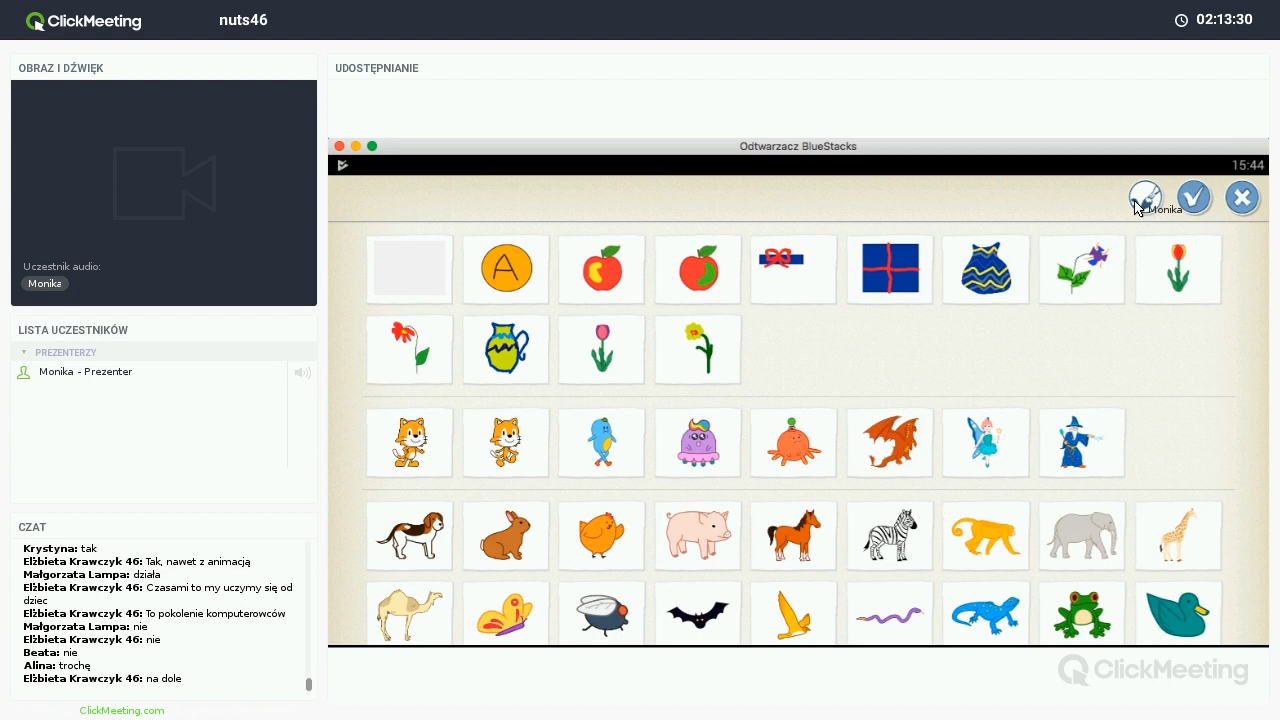 ClickMeeting
nuts46
02:13:30
OBRAZ I DŹWIĘK
Uczestnik audio:
Monika
LISTA UCZESTNIKÓW
PREZENTERZY
Monika - Prezenter
CZAT
Krystyna: tak
Elżbieta Krawczyk 46: Tak, nawet z animacją
Małgorzata Lampa: działa
Elżbieta Krawczyk 46: Czasami to my uczymy się od
dziec
Elżbieta Krawczyk 46: To pokolenie komputerowców
Małgorzata Lampa: nie
Elżbieta Krawczyk 46: nie
Beata: nie
Alina: trochę
Elżbieta Krawczyk 46: na dole
ClickMeeting.com
UDOSTĘPNIANIE
Odtwarzacz BlueStacks
15:44
Monika
A
ClickMeeting